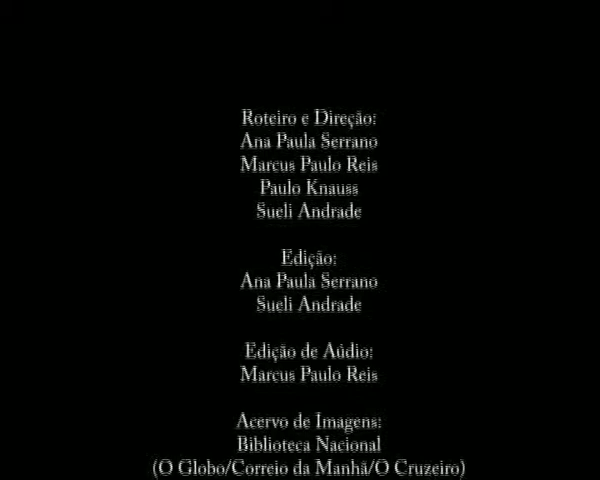 Roteiro e Direção:
Ana Paula Serrano
Marcus Paulo Reis
Paulo Knauss
Sueli Andrade
Edição:
Ana Paula Serrano
Sueli Andrade
Edição de Aúdio:
Marcus Paulo Reis
Acervo de Imagens:
Biblioteca Nacional
(O Globo/Correio da Manhã/O Cruzeiro)